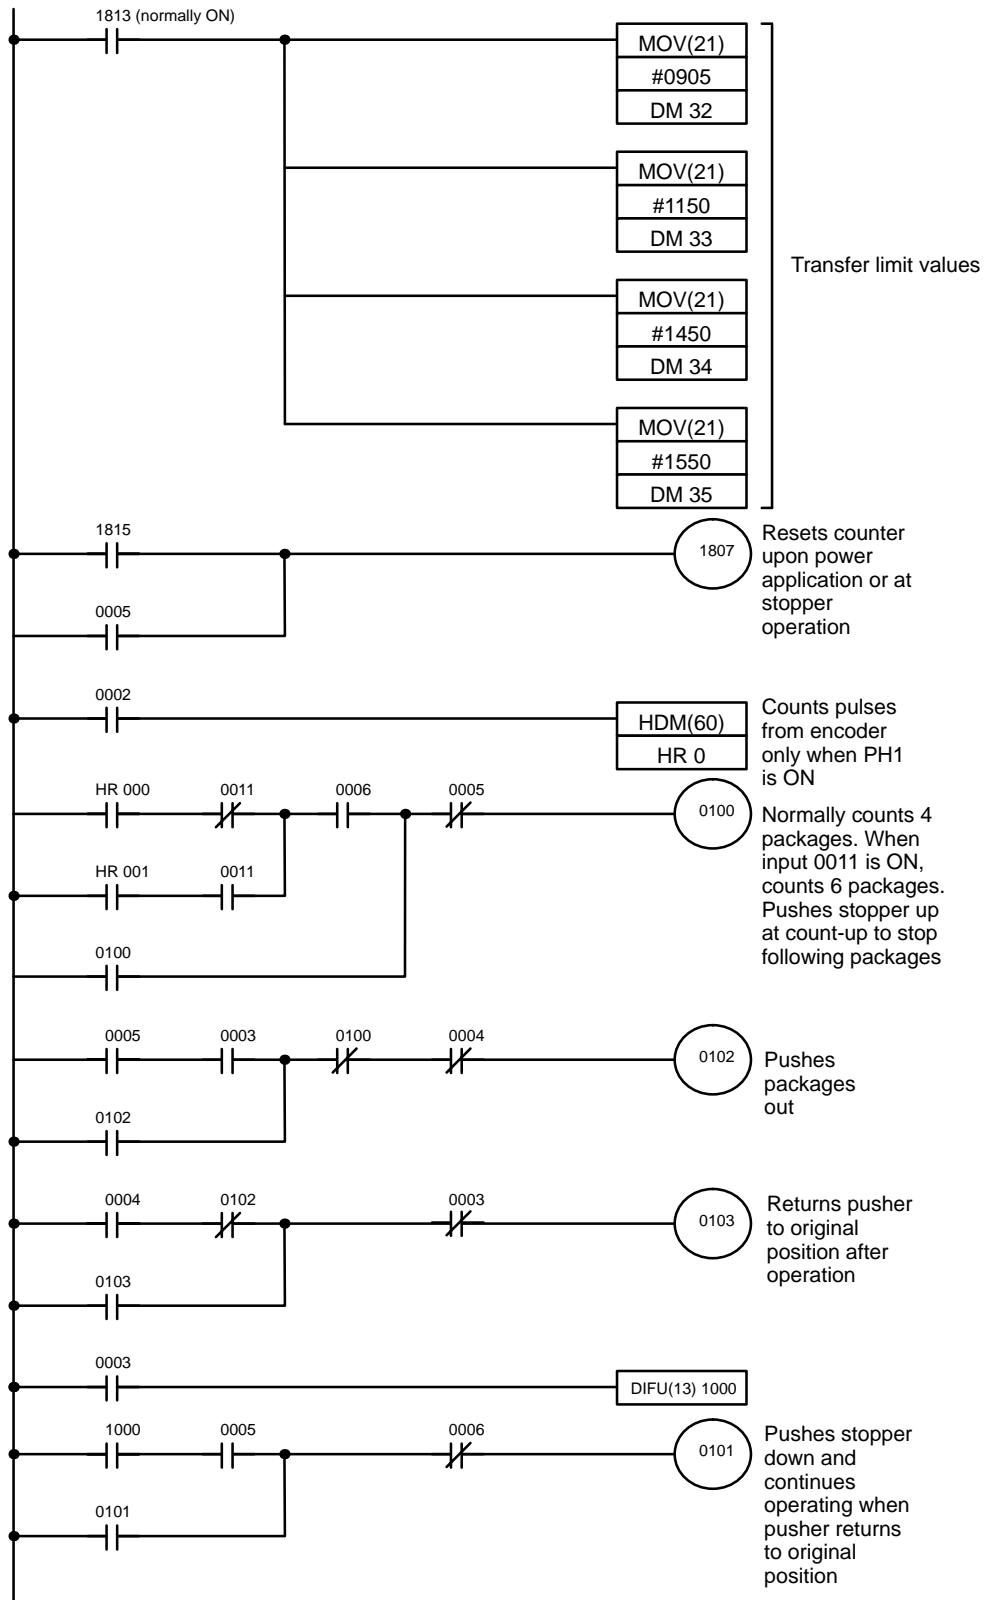 1813 (normally ON)
MOV(21)
#0905
DM 32
MOV(21)
#1150
DM 33
Transfer limit values
MOV(21)
#1450
DM 34
MOV(21)
#1550
DM 35
1815
1807
Resets counter
upon power
application or at
stopper
operation
0005
0002
HDM(60)
HR 0
Counts pulses
from encoder
only when PH1
is ON
HR 000
0011
0006
0005
0100
Normally counts 4
packages. When
input 0011 is ON,
counts 6 packages.
Pushes stopper up
at count-up to stop
following packages
HR 001
0011
0100
0005
0003
0100
0004
0102
Pushes
packages
out
0102
0004
0102
0003
0103
Returns pusher
to original
position after
operation
0103
0003
DIFU(13) 1000
1000
0005
0006
0101
Pushes stopper
down and
continues
operating when
pusher returns
to original
position
0101